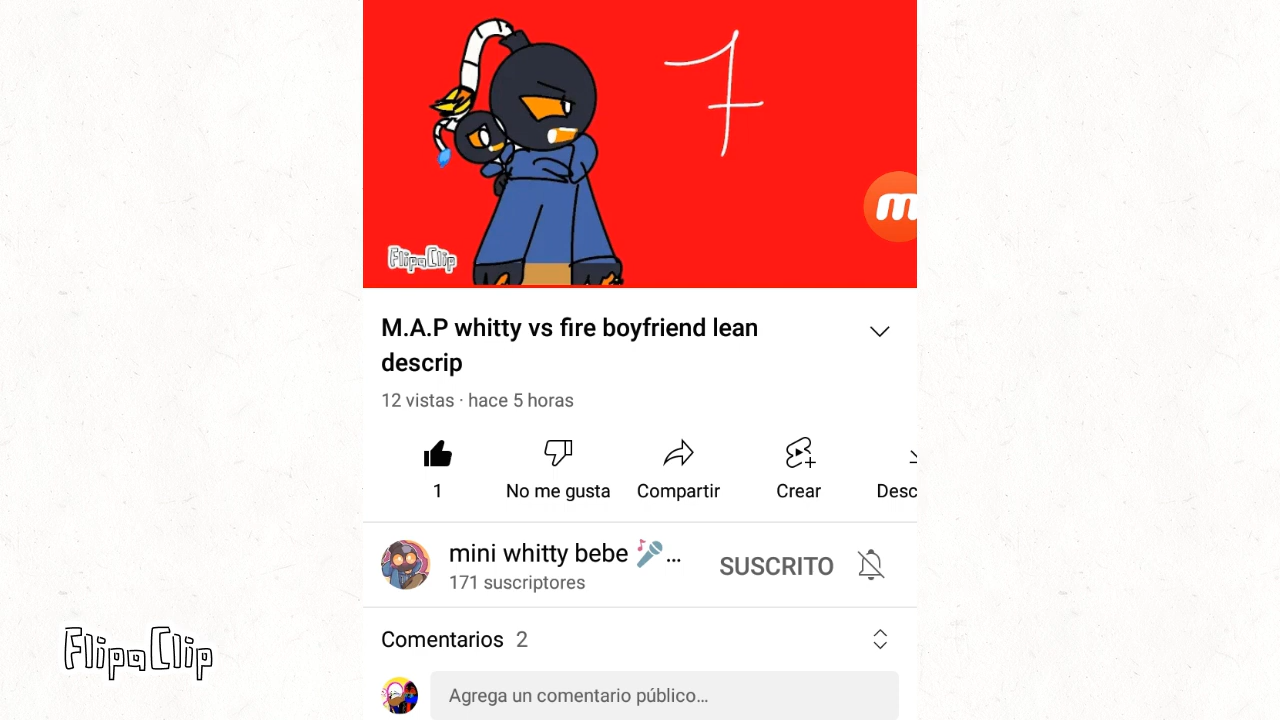 7
FlipaClip
M.A.P whitty vs fire boyfriend lean
descrip
12 vistas · hace 5 horas
1
No me gusta
Compartir
Crear
Desc
mini whitty bebe 🎤...
171 suscriptores
SUSCRITO
Comentarios 2
FlipaClip
Agrega un comentario público...